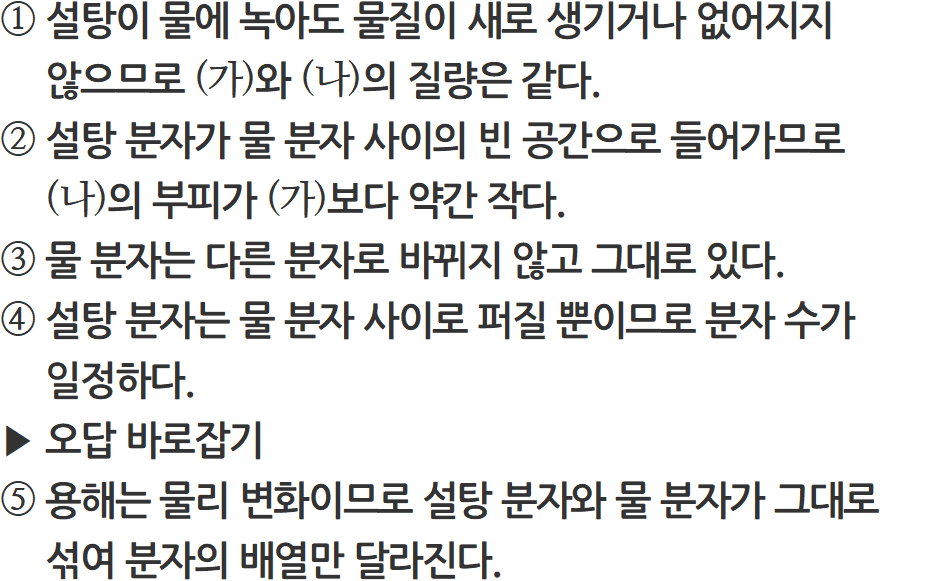 ① 설탕이 물에 녹아도 물질이 새로 생기거나 없어지지
않으므로 (가)와 (나)의 질량은 같다.
② 설탕 분자가 물 분자 사이의 빈 공간으로 들어가므로
(나)의 부피가 (가)보다 약간 작다.
③ 물 분자는 다른 분자로 바뀌지 않고 그대로 있다.
④ 설탕 분자는 물 분자 사이로 퍼질 뿐이므로 분자 수가
일정하다.
▶ 오답 바로잡기
⑤ 용해는 물리 변화이므로 설탕 분자와 물 분자가 그대로
섞여 분자의 배열만 달라진다.